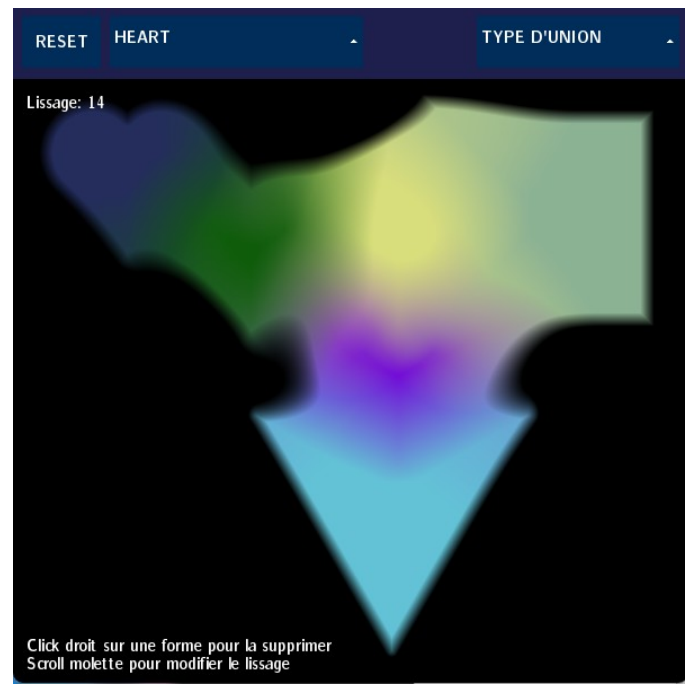 RESET
HEART
TYPE D'UNION
Lissage: 14
Click droit sur une forme pour la supprimer
Scroll molette pour modifier le lissage